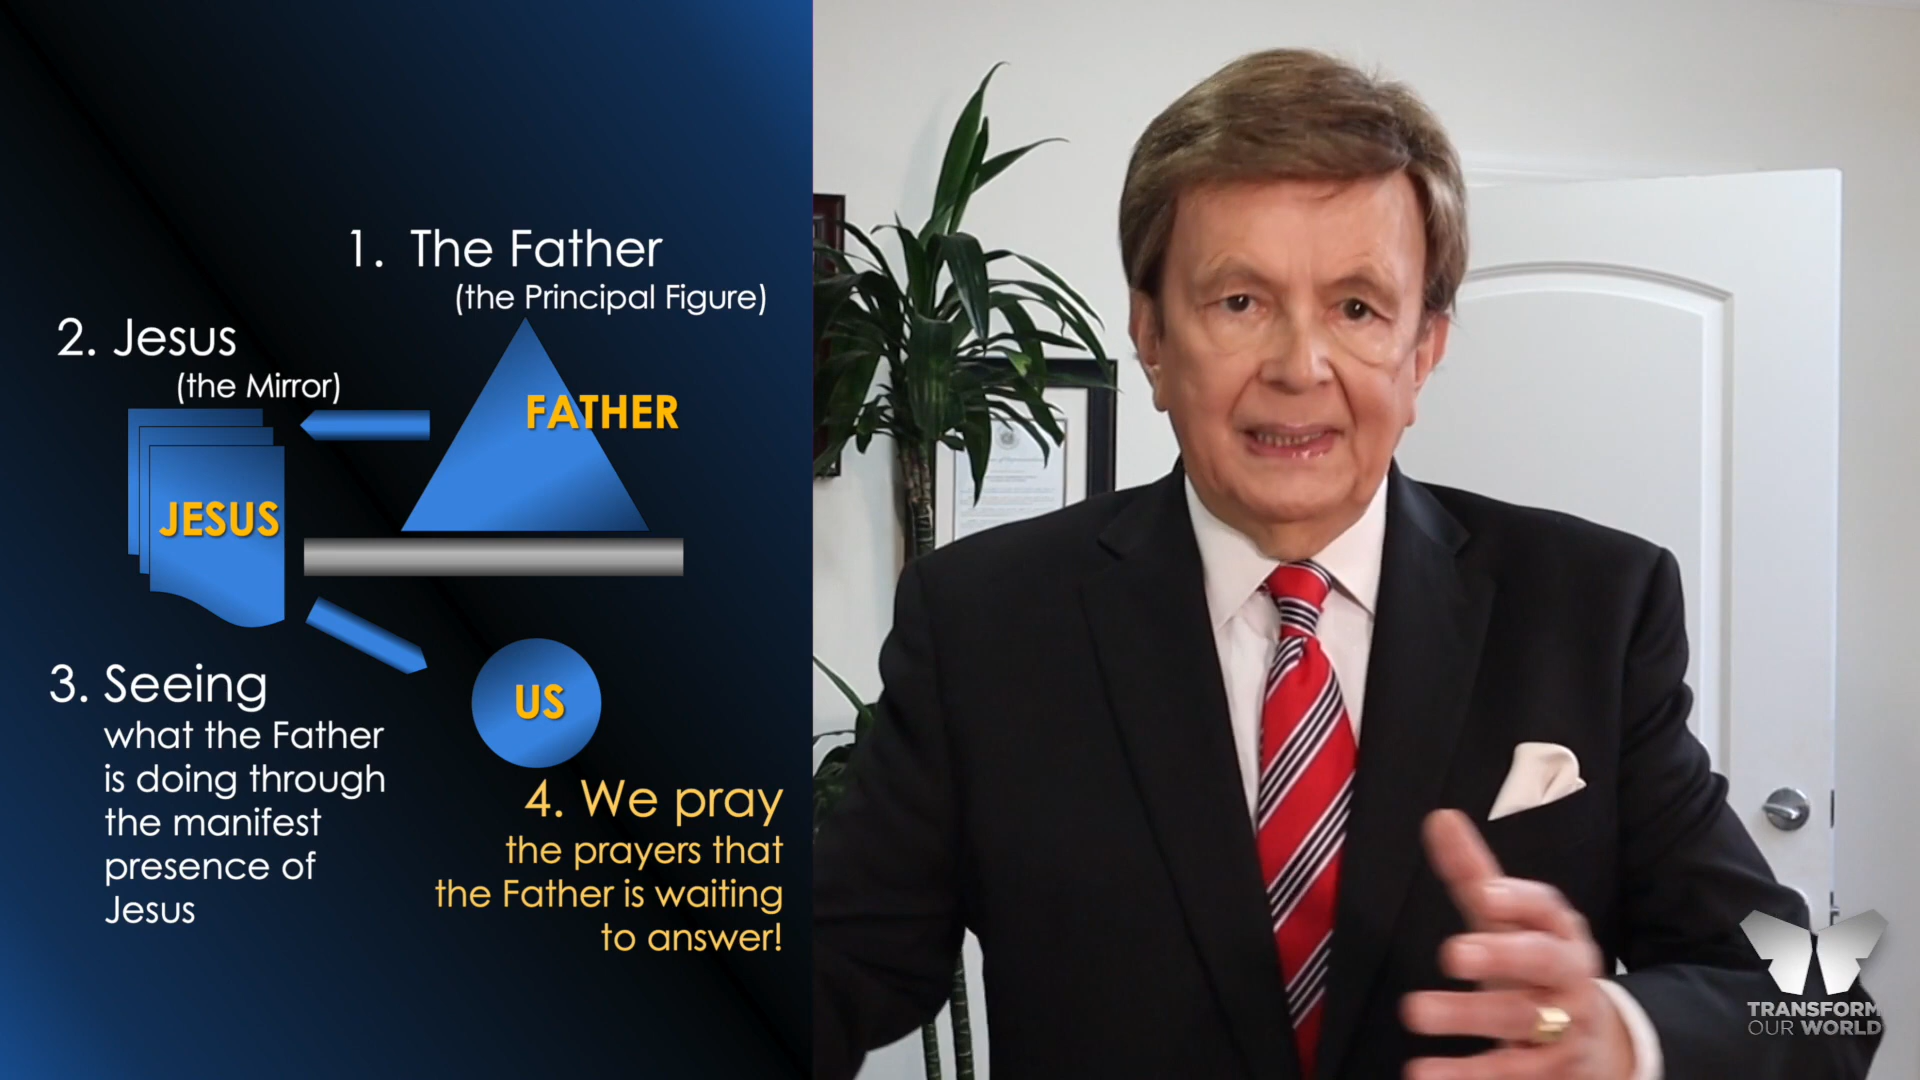 1. The Father
(the Principal Figure)
2. Jesus
(the Mirror)
FATHER
JESUS
3. Seeing
what the Father
is doing through
the manifest
presence of
Jesus
US
4. We pray
the prayers that
the Father is waiting
to answer!
TRANSFORM
OUR WORLD